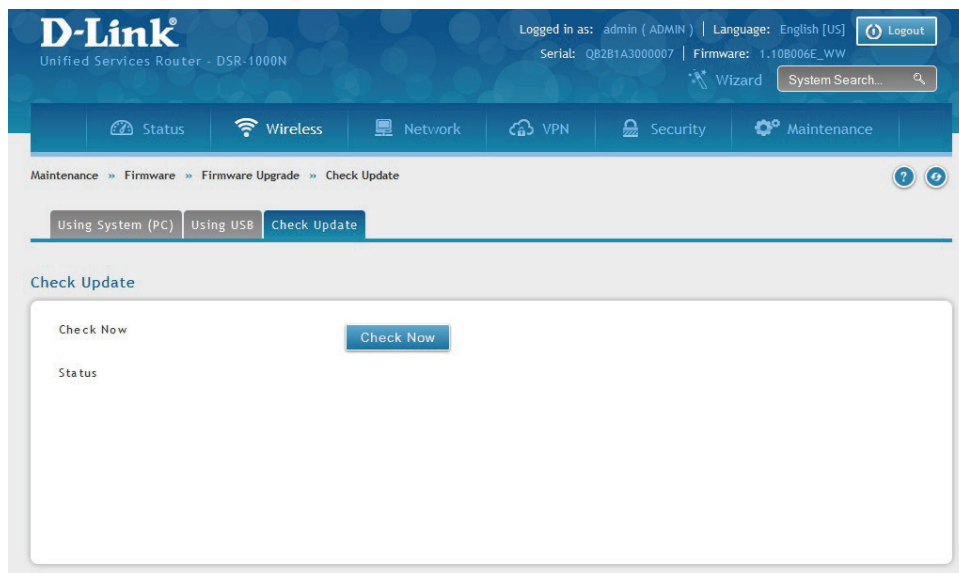 D-Link®
Unified Services Router - DSR-1000N
Logged in as: admin ( ADMIN ) | Language: English [US]
Logout
Serial: QB2B1A3000007 | Firmware: 1.10B006E_WW
Wizard
System Search...
Status
Wireless
Network
VPN
Security
Maintenance
Maintenance » Firmware » Firmware Upgrade » Check Update
?
Using System (PC)
Using USB
Check Update
Check Update
Check Now
Check Now
Status